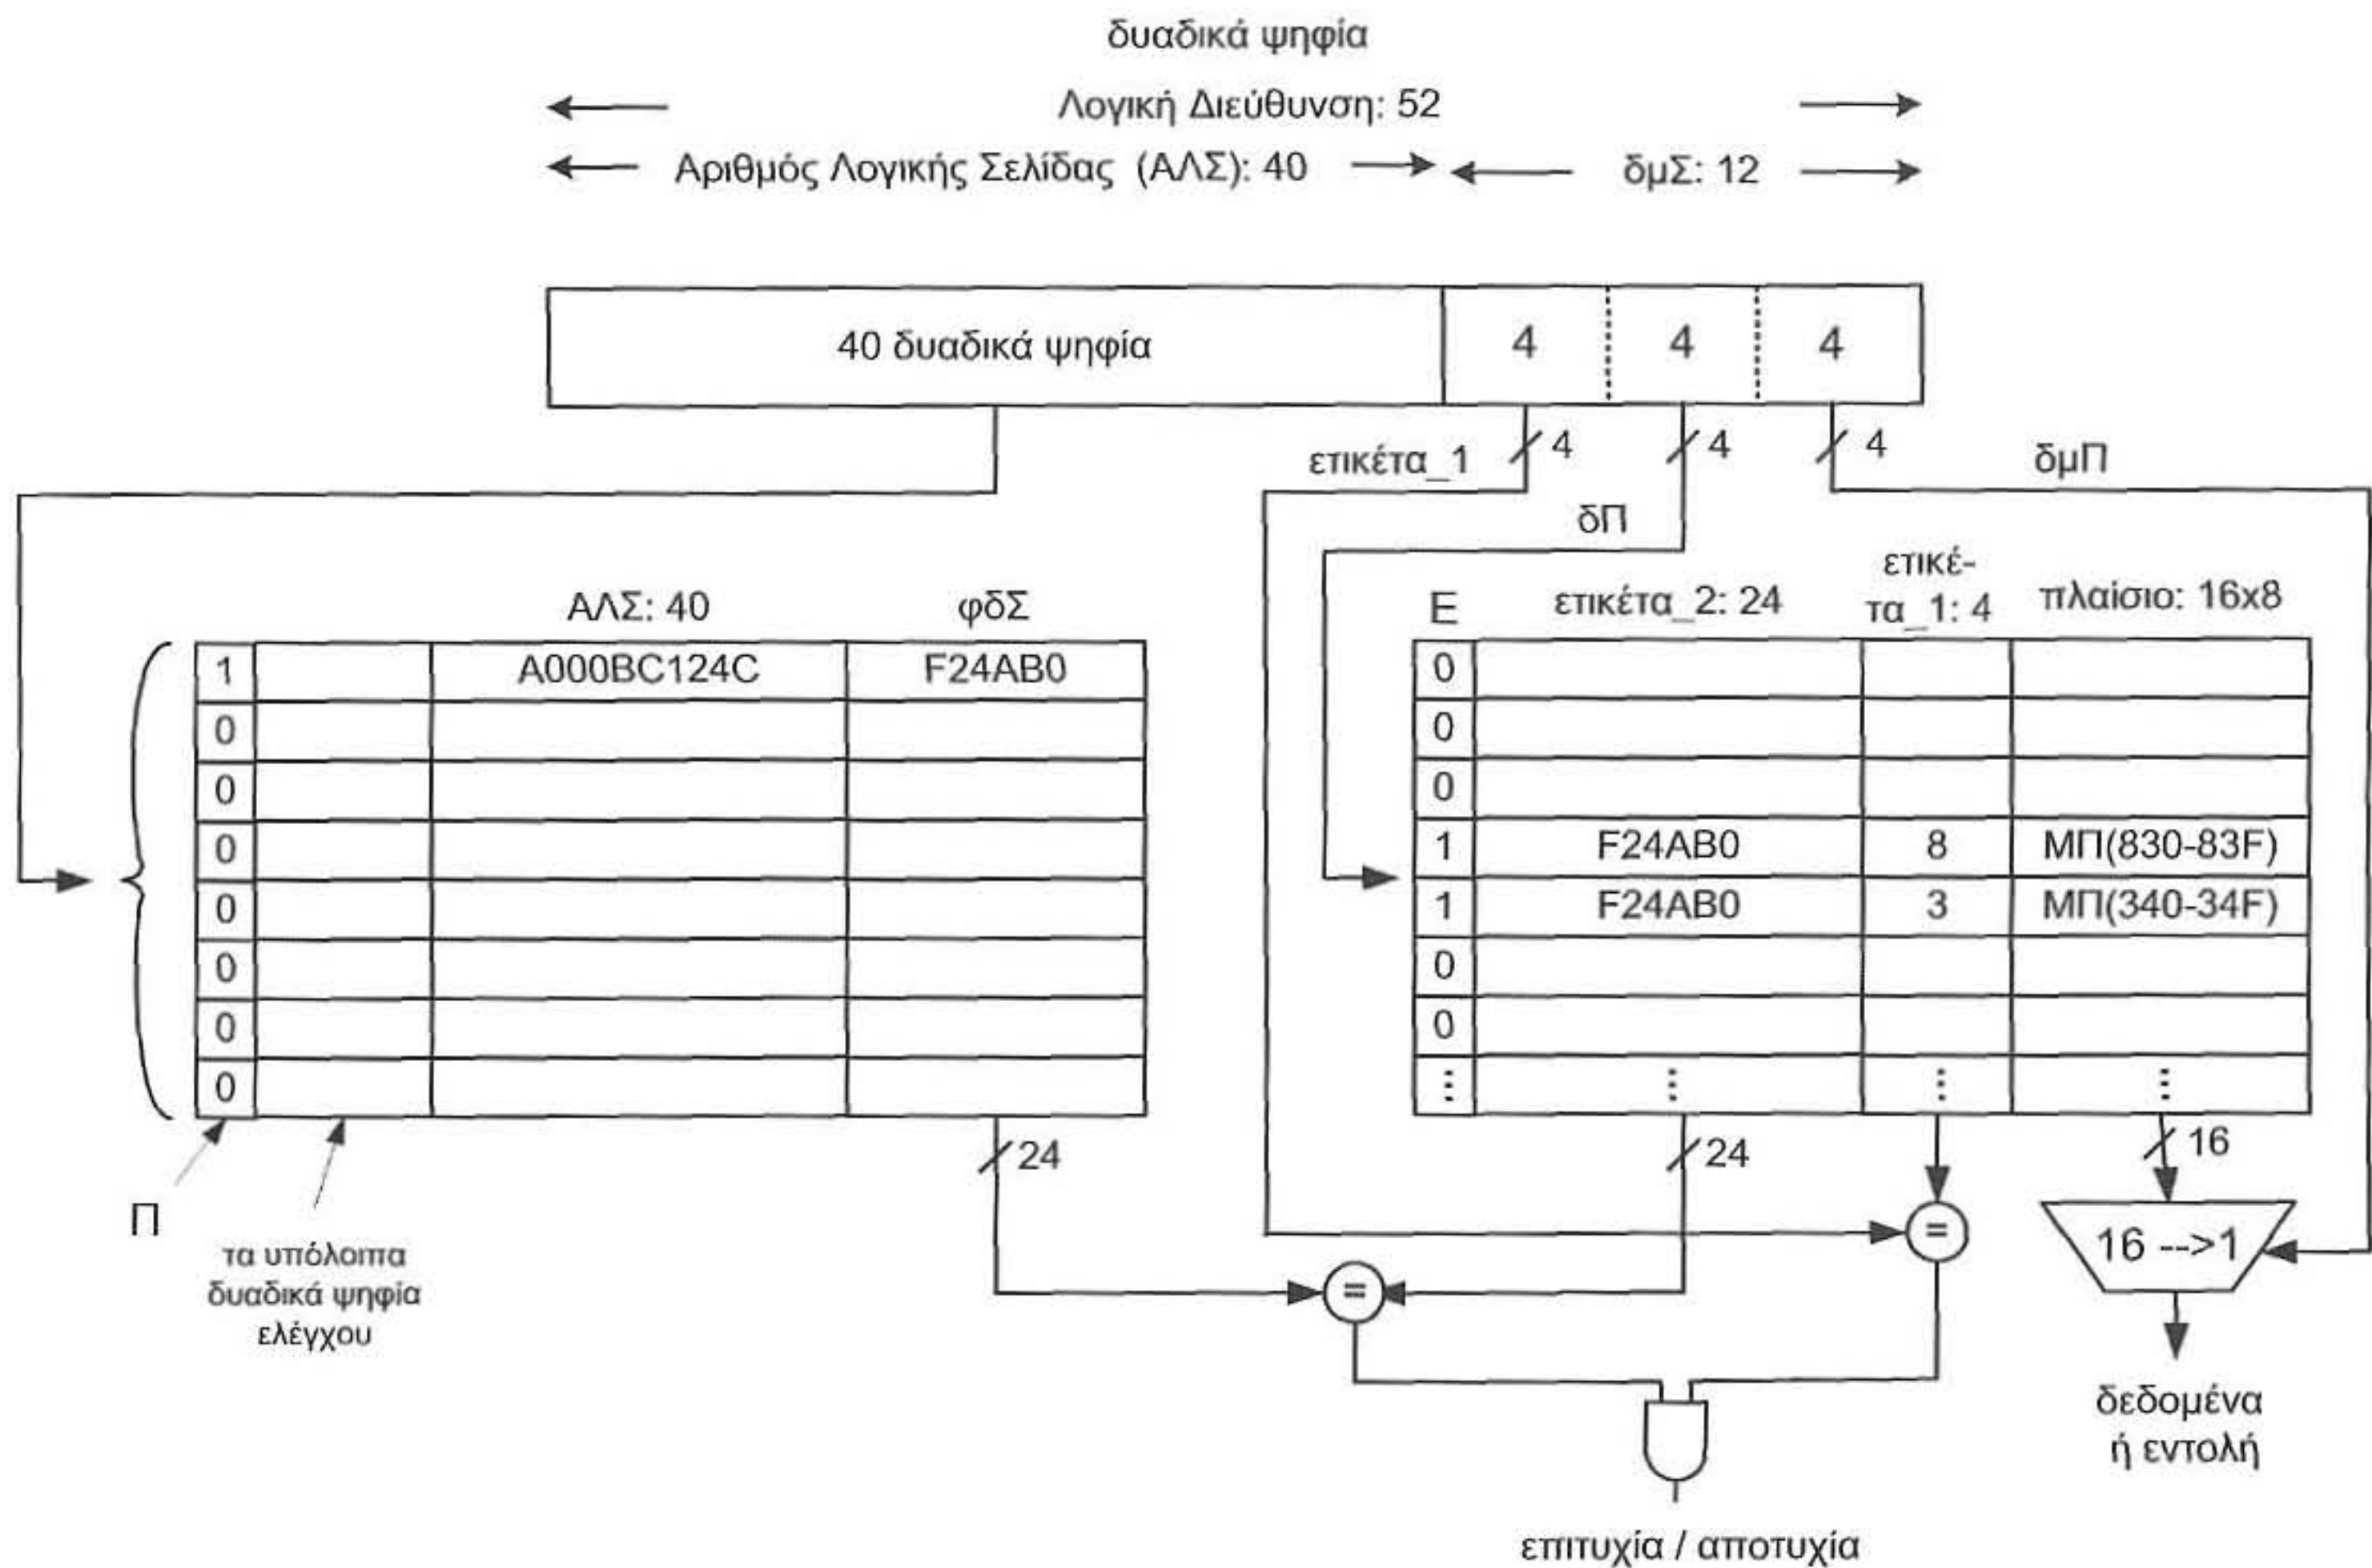 δυαδικά ψηφία
Λογική Διεύθυνση: 52
Αριθμός Λογικής Σελίδας (ΑΛΣ): 40 δμΣ: 12
40 δυαδικά ψηφία 4 4 4
ετικέτα_1 4 4 4 δμΠ
δΠ
ΑΛΣ: 40 φδΣ
Ε ετικέτα_2: 24 ετικέ-
τα_1: 4 πλαίσιο: 16x8
1 A000BC124C F24AB0
0
0
0
0
0
0
0
0
0
0
1 F24AB0 8 ΜΠ(830-83F)
1 F24AB0 3 ΜΠ(340-34F)
0
0
⋮ ⋮ ⋮ ⋮
24 24 16
Π
τα υπόλοιπα
δυαδικά ψηφία
ελέγχου
= = 16 -->1
δεδομένα
ή εντολή
επιτυχία / αποτυχία